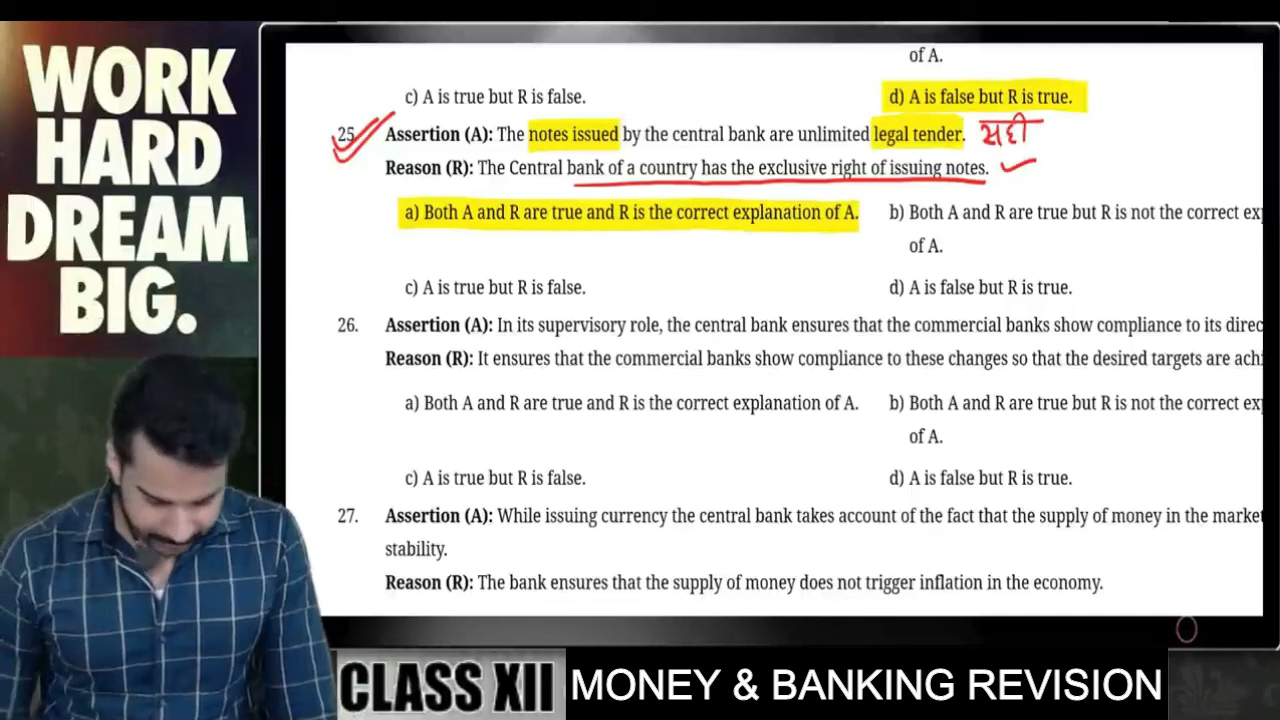 WORK
HARD
DREAM
BIG.
of A.
c) A is true but R is false.
d) A is false but R is true.
25 Assertion (A): The notes issued by the central bank are unlimited legal tender. सही
Reason (R): The Central bank of a country has the exclusive right of issuing notes.
a) Both A and R are true and R is the correct explanation of A.
b) Both A and R are true but R is not the correct ex
of A.
c) A is true but R is false.
d) A is false but R is true.
26. Assertion (A): In its supervisory role, the central bank ensures that the commercial banks show compliance to its direc
Reason (R): It ensures that the commercial banks show compliance to these changes so that the desired targets are achi
a) Both A and R are true and R is the correct explanation of A.
b) Both A and R are true but R is not the correct ex
of A.
c) A is true but R is false.
d) A is false but R is true.
27. Assertion (A): While issuing currency the central bank takes account of the fact that the supply of money in the market
stability.
Reason (R): The bank ensures that the supply of money does not trigger inflation in the economy.
CLASS XII MONEY & BANKING REVISION